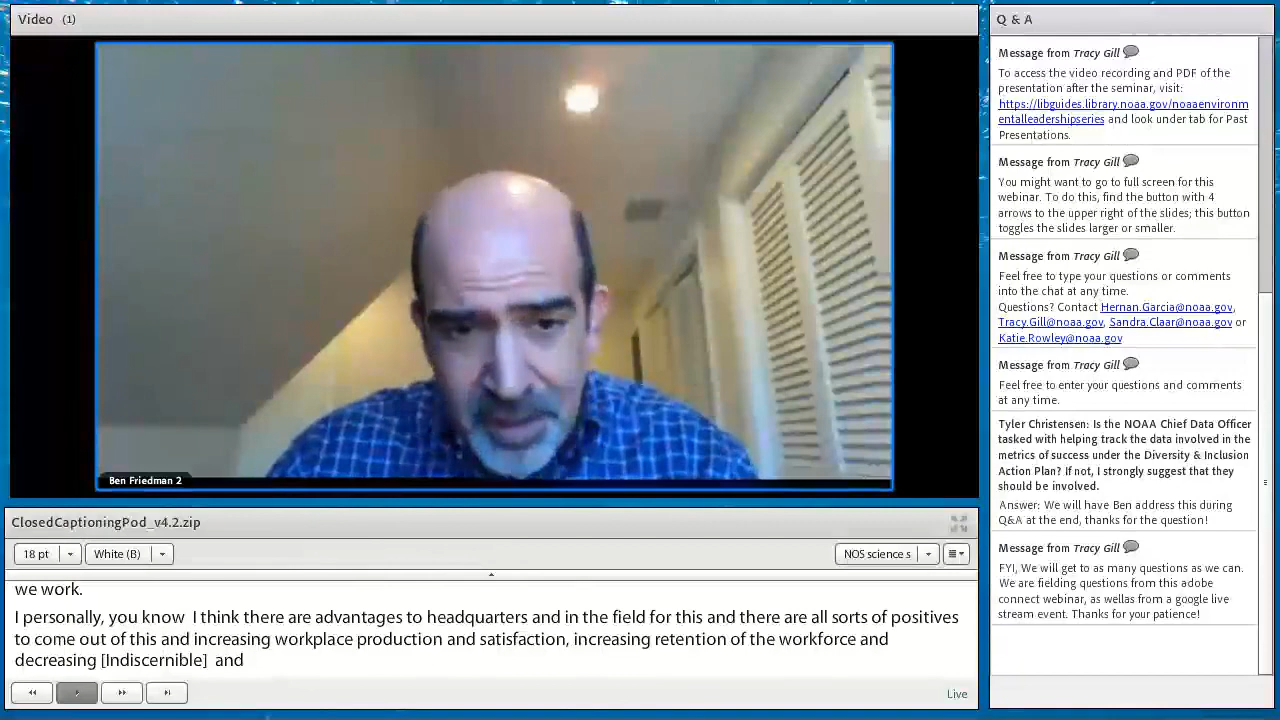 Video (1)
Ben Friedman 2
ClosedCaptioningPod_v4.2.zip
18 pt
White (B)
NOS science s
we work.
I personally, you know I think there are advantages to headquarters and in the field for this and there are all sorts of positives
to come out of this and increasing workplace production and satisfaction, increasing retention of the workforce and
decreasing [Indiscernible] and
Live
Q & A
Message from Tracy Gill
To access the video recording and PDF of the
presentation after the seminar, visit:
https://libguides.library.noaa.gov/noaaenvironm
entalleadershipseries and look under tab for Past
Presentations.
Message from Tracy Gill
You might want to go to full screen for this
webinar. To do this, find the button with 4
arrows to the upper right of the slides; this button
toggles the slides larger or smaller.
Message from Tracy Gill
Feel free to type your questions or comments
into the chat at any time.
Questions? Contact Hernan.Garcia@noaa.gov,
Tracy.Gill@noaa.gov, Sandra.Claar@noaa.gov or
Katie.Rowley@noaa.gov
Message from Tracy Gill
Feel free to enter your questions and comments
at any time.
Tyler Christensen: Is the NOAA Chief Data Officer
tasked with helping track the data involved in the
metrics of success under the Diversity & Inclusion
Action Plan? If not, I strongly suggest that they
should be involved.
Answer: We will have Ben address this during
Q&A at the end, thanks for the question!
Message from Tracy Gill
FYI, We will get to as many questions as we can.
We are fielding questions from this adobe
connect webinar, as wellas from a google live
stream event. Thanks for your patience!